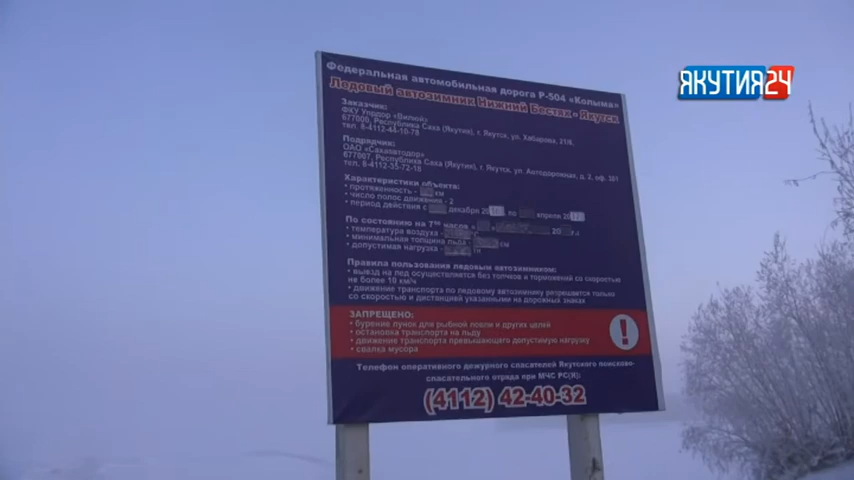 ЯКУТИЯ24
Федеральная автомобильная дорога Р-504 «Колыма»
Ледовый автозимник Нижний Бестях - Якутск
Заказчик:
ФКУ Упрдор «Вилюй»
677000, Республика Саха (Якутия), г. Якутск, ул. Хабарова, 21/8,
тел. 8-4112-44-10-78
Подрядчик:
ОАО «Сахаавтодор»
677007, Республика Саха (Якутия), г. Якутск, ул. Автодорожная, д. 3, оф. 301
тел. 8-4112-35-72-18
Характеристики объекта:
• протяженность - км
• число полос движения - 2
• период действия с декабря 20 по апреля 20
По состоянию на 7⁰⁰ часов « » 20 г.:
• температура воздуха - °С
• минимальная толщина льда - см
• допустимая нагрузка - тн
Правила пользования ледовым автозимником:
• выезд на лед осуществляется без толчков и торможений со скоростью
не более 10 км/ч
• движение транспорта по ледовому автозимнику разрешается только
со скоростью и дистанцией указанными на дорожных знаках
ЗАПРЕЩЕНО:
• бурение лунок для рыбной ловли и других целей
• остановка транспорта на льду
• движение транспорта превышающего допустимую нагрузку
• свалка мусора
Телефон оперативного дежурного спасателей Якутского поисково-
спасательного отряда при МЧС РС(Я):
(4112) 42-40-32